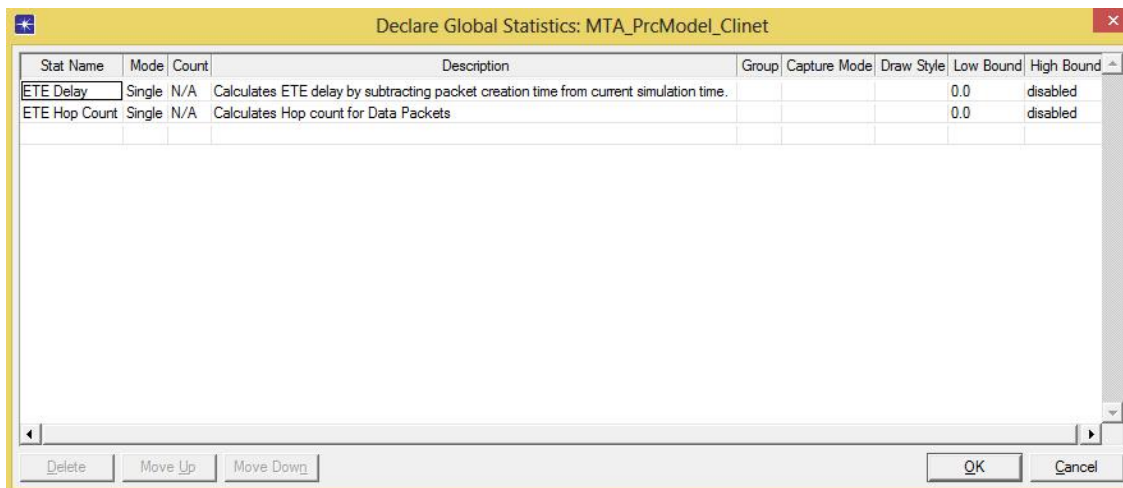 Declare Global Statistics: MTA_PrcModel_Clinet
Stat Name Mode Count Description Group Capture Mode Draw Style Low Bound High Bound
ETE Delay Single N/A Calculates ETE delay by subtracting packet creation time from current simulation time. 0.0 disabled
ETE Hop Count Single N/A Calculates Hop count for Data Packets 0.0 disabled
Delete Move Up Move Down OK Cancel